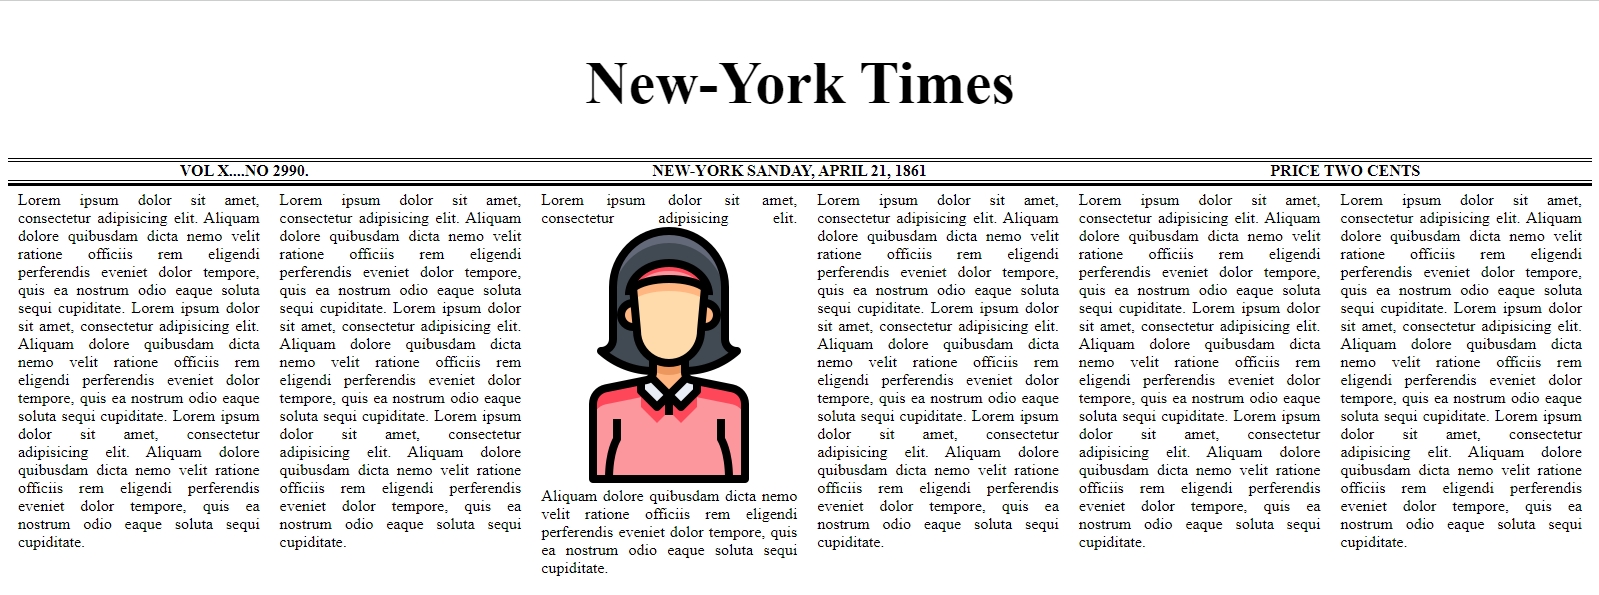 New-York Times
VOL X....NO 2990.
NEW-YORK SANDAY, APRIL 21, 1861
PRICE TWO CENTS
Lorem ipsum dolor sit amet,
consectetur adipisicing elit. Aliquam
dolore quibusdam dicta nemo velit
ratione officiis rem eligendi
perferendis eveniet dolor tempore,
quis ea nostrum odio eaque soluta
sequi cupiditate. Lorem ipsum dolor
sit amet, consectetur adipisicing elit.
Aliquam dolore quibusdam dicta
nemo velit ratione officiis rem
eligendi perferendis eveniet dolor
tempore, quis ea nostrum odio eaque
soluta sequi cupiditate. Lorem ipsum
dolor sit amet, consectetur
adipisicing elit. Aliquam dolore
quibusdam dicta nemo velit ratione
officiis rem eligendi perferendis
eveniet dolor tempore, quis ea
nostrum odio eaque soluta sequi
cupiditate.
Lorem ipsum dolor sit amet,
consectetur adipisicing elit. Aliquam
dolore quibusdam dicta nemo velit
ratione officiis rem eligendi
perferendis eveniet dolor tempore,
quis ea nostrum odio eaque soluta
sequi cupiditate. Lorem ipsum dolor
sit amet, consectetur adipisicing elit.
Aliquam dolore quibusdam dicta
nemo velit ratione officiis rem
eligendi perferendis eveniet dolor
tempore, quis ea nostrum odio eaque
soluta sequi cupiditate. Lorem ipsum
dolor sit amet, consectetur
adipisicing elit. Aliquam dolore
quibusdam dicta nemo velit ratione
officiis rem eligendi perferendis
eveniet dolor tempore, quis ea
nostrum odio eaque soluta sequi
cupiditate.
Lorem ipsum dolor sit amet,
consectetur adipisicing elit.
Aliquam dolore quibusdam dicta nemo
velit ratione officiis rem eligendi
perferendis eveniet dolor tempore, quis
ea nostrum odio eaque soluta sequi
cupiditate.
Lorem ipsum dolor sit amet,
consectetur adipisicing elit. Aliquam
dolore quibusdam dicta nemo velit
ratione officiis rem eligendi
perferendis eveniet dolor tempore,
quis ea nostrum odio eaque soluta
sequi cupiditate. Lorem ipsum dolor
sit amet, consectetur adipisicing elit.
Aliquam dolore quibusdam dicta
nemo velit ratione officiis rem
eligendi perferendis eveniet dolor
tempore, quis ea nostrum odio eaque
soluta sequi cupiditate. Lorem ipsum
dolor sit amet, consectetur
adipisicing elit. Aliquam dolore
quibusdam dicta nemo velit ratione
officiis rem eligendi perferendis
eveniet dolor tempore, quis ea
nostrum odio eaque soluta sequi
cupiditate.
Lorem ipsum dolor sit amet,
consectetur adipisicing elit. Aliquam
dolore quibusdam dicta nemo velit
ratione officiis rem eligendi
perferendis eveniet dolor tempore,
quis ea nostrum odio eaque soluta
sequi cupiditate. Lorem ipsum dolor
sit amet, consectetur adipisicing elit.
Aliquam dolore quibusdam dicta
nemo velit ratione officiis rem
eligendi perferendis eveniet dolor
tempore, quis ea nostrum odio eaque
soluta sequi cupiditate. Lorem ipsum
dolor sit amet, consectetur
adipisicing elit. Aliquam dolore
quibusdam dicta nemo velit ratione
officiis rem eligendi perferendis
eveniet dolor tempore, quis ea
nostrum odio eaque soluta sequi
cupiditate.
Lorem ipsum dolor sit amet,
consectetur adipisicing elit. Aliquam
dolore quibusdam dicta nemo velit
ratione officiis rem eligendi
perferendis eveniet dolor tempore,
quis ea nostrum odio eaque soluta
sequi cupiditate. Lorem ipsum dolor
sit amet, consectetur adipisicing elit.
Aliquam dolore quibusdam dicta
nemo velit ratione officiis rem
eligendi perferendis eveniet dolor
tempore, quis ea nostrum odio eaque
soluta sequi cupiditate. Lorem ipsum
dolor sit amet, consectetur
adipisicing elit. Aliquam dolore
quibusdam dicta nemo velit ratione
officiis rem eligendi perferendis
eveniet dolor tempore, quis ea
nostrum odio eaque soluta sequi
cupiditate.